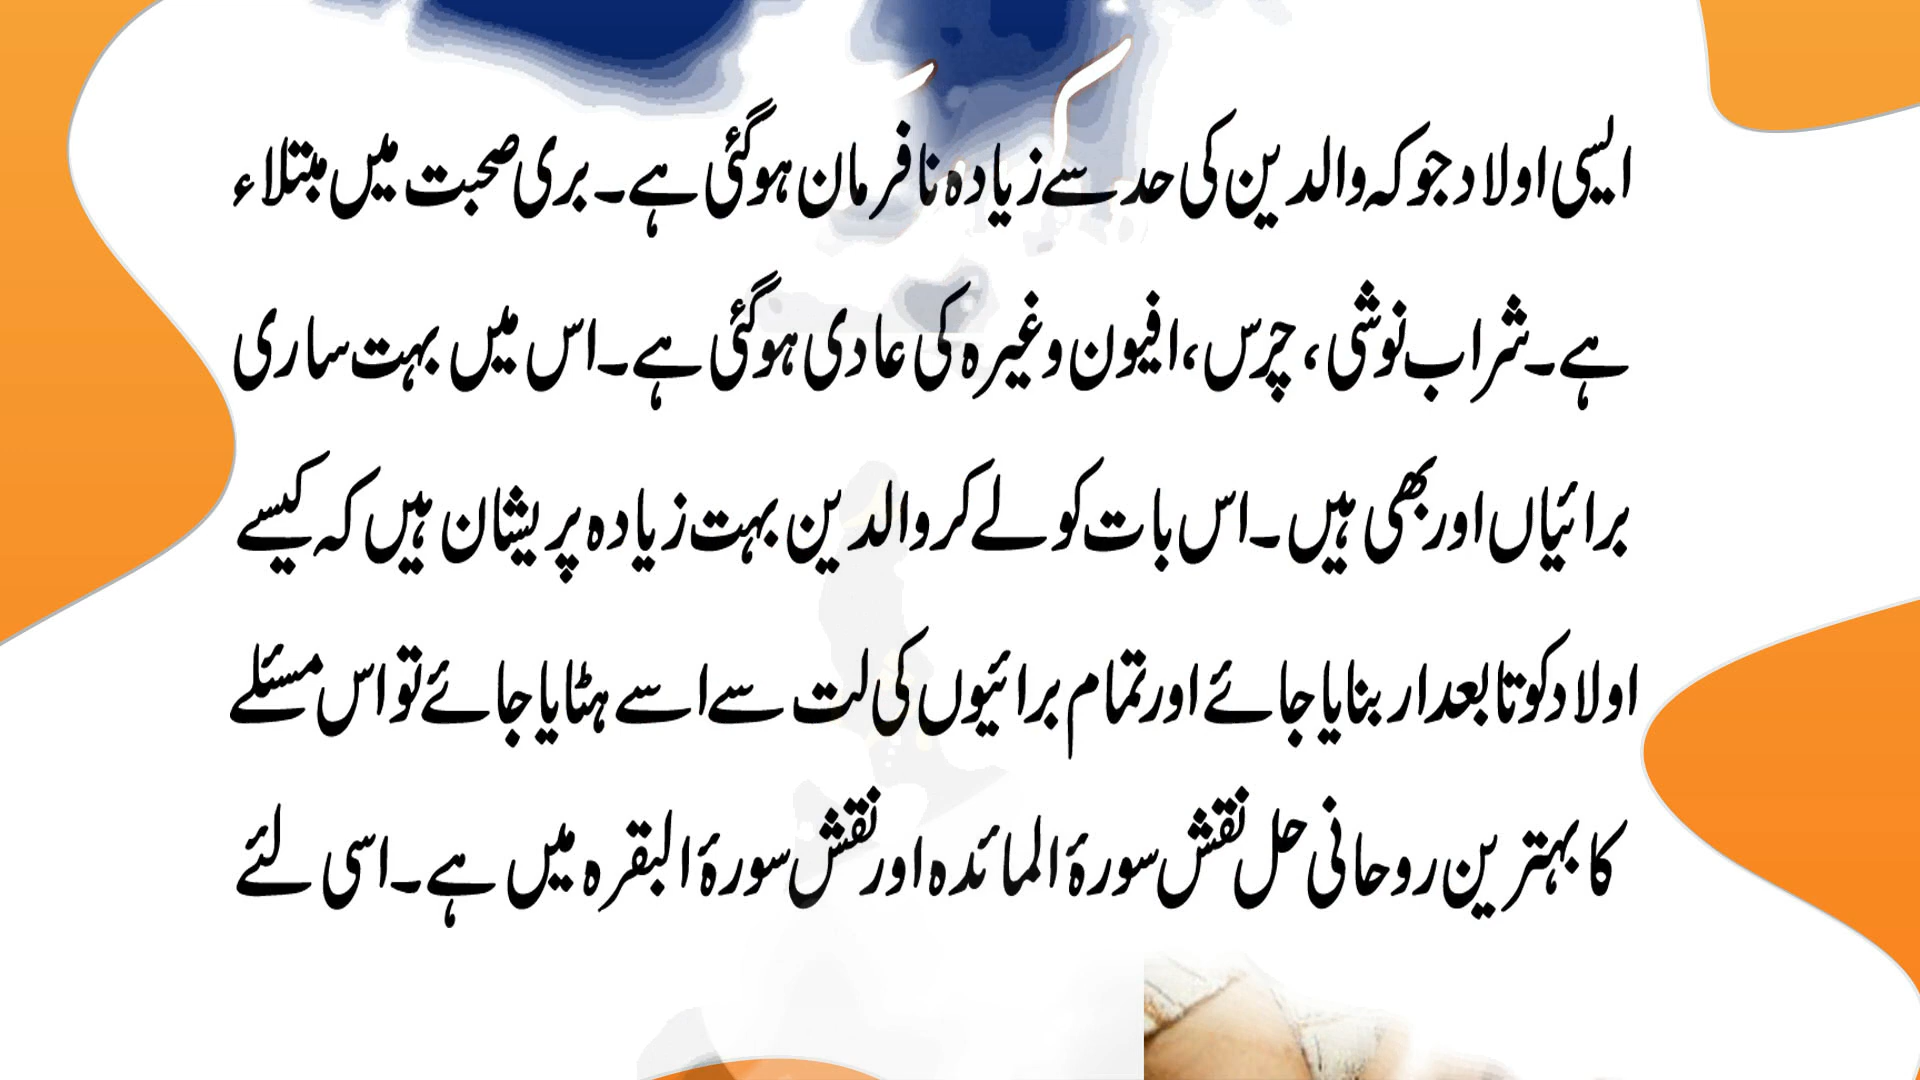 ایسی اولاد جو کہ والدین کی حد سے زیادہ نافرمان ہوگئی ہے۔ بری صحبت میں مبتلاء
ہے۔ شراب نوشی، چرس، افیون وغیرہ کی عادی ہوگئی ہے۔ اس میں بہت ساری
برائیاں اور بھی ہیں۔ اس بات کو لے کر والدین بہت زیادہ پریشان ہیں کہ کیسے
اولاد کو تابعدار بنایا جائے اور تمام برائیوں کی لت سے اسے ہٹایا جائے تو اس مسئلے
کا بہترین روحانی حل نقش سورۂ المائدہ اور نقش سورۂ البقرہ میں ہے۔ اسی لئے